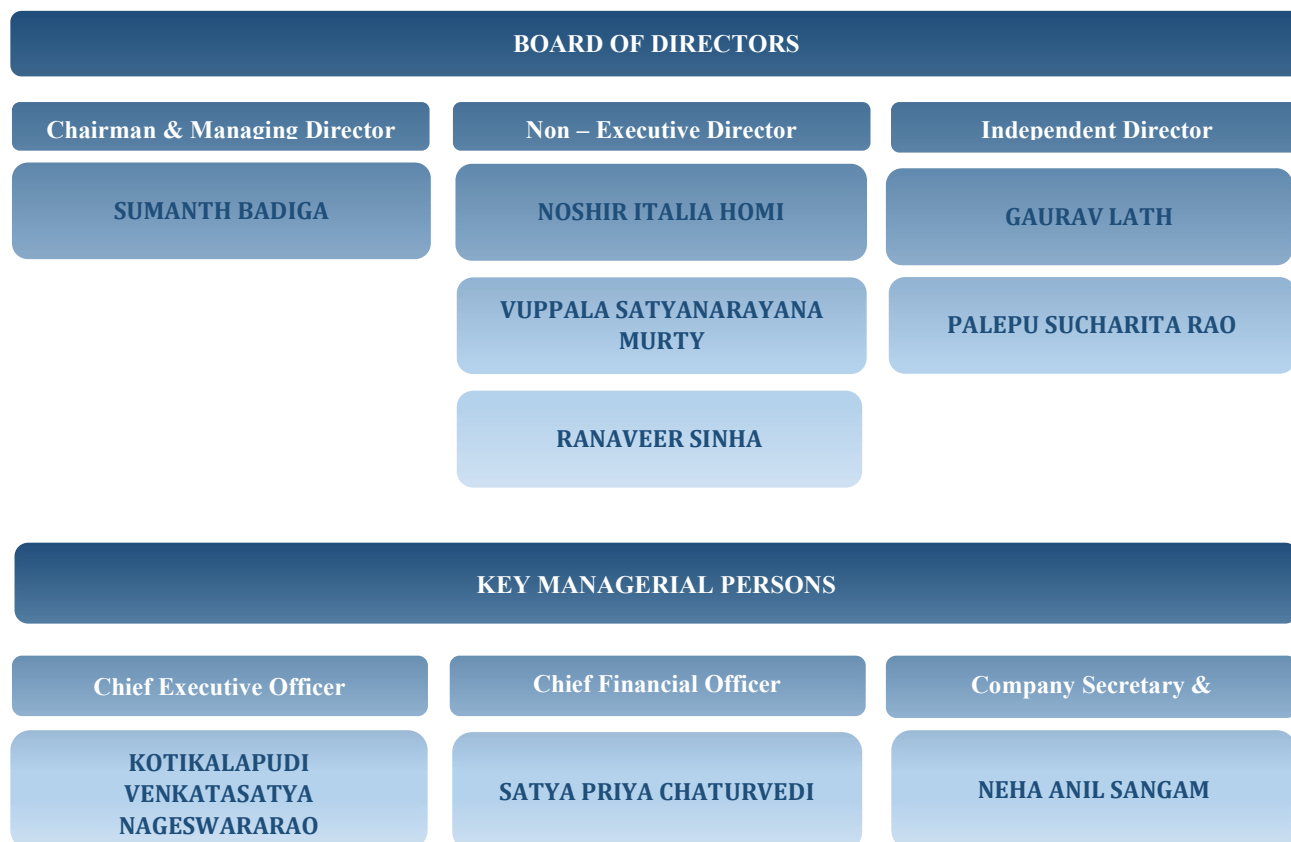 BOARD OF DIRECTORS
Chairman & Managing Director
SUMANTH BADIGA
Non – Executive Director
NOSHIR ITALIA HOMI
VUPPALA SATYANARAYANA
MURTY
RANAVEER SINHA
Independent Director
GAURAV LATH
PALEPU SUCHARITA RAO
KEY MANAGERIAL PERSONS
Chief Executive Officer
KOTIKALAPUDI
VENKATASATYA
NAGESWARARAO
Chief Financial Officer
SATYA PRIYA CHATURVEDI
Company Secretary &
NEHA ANIL SANGAM